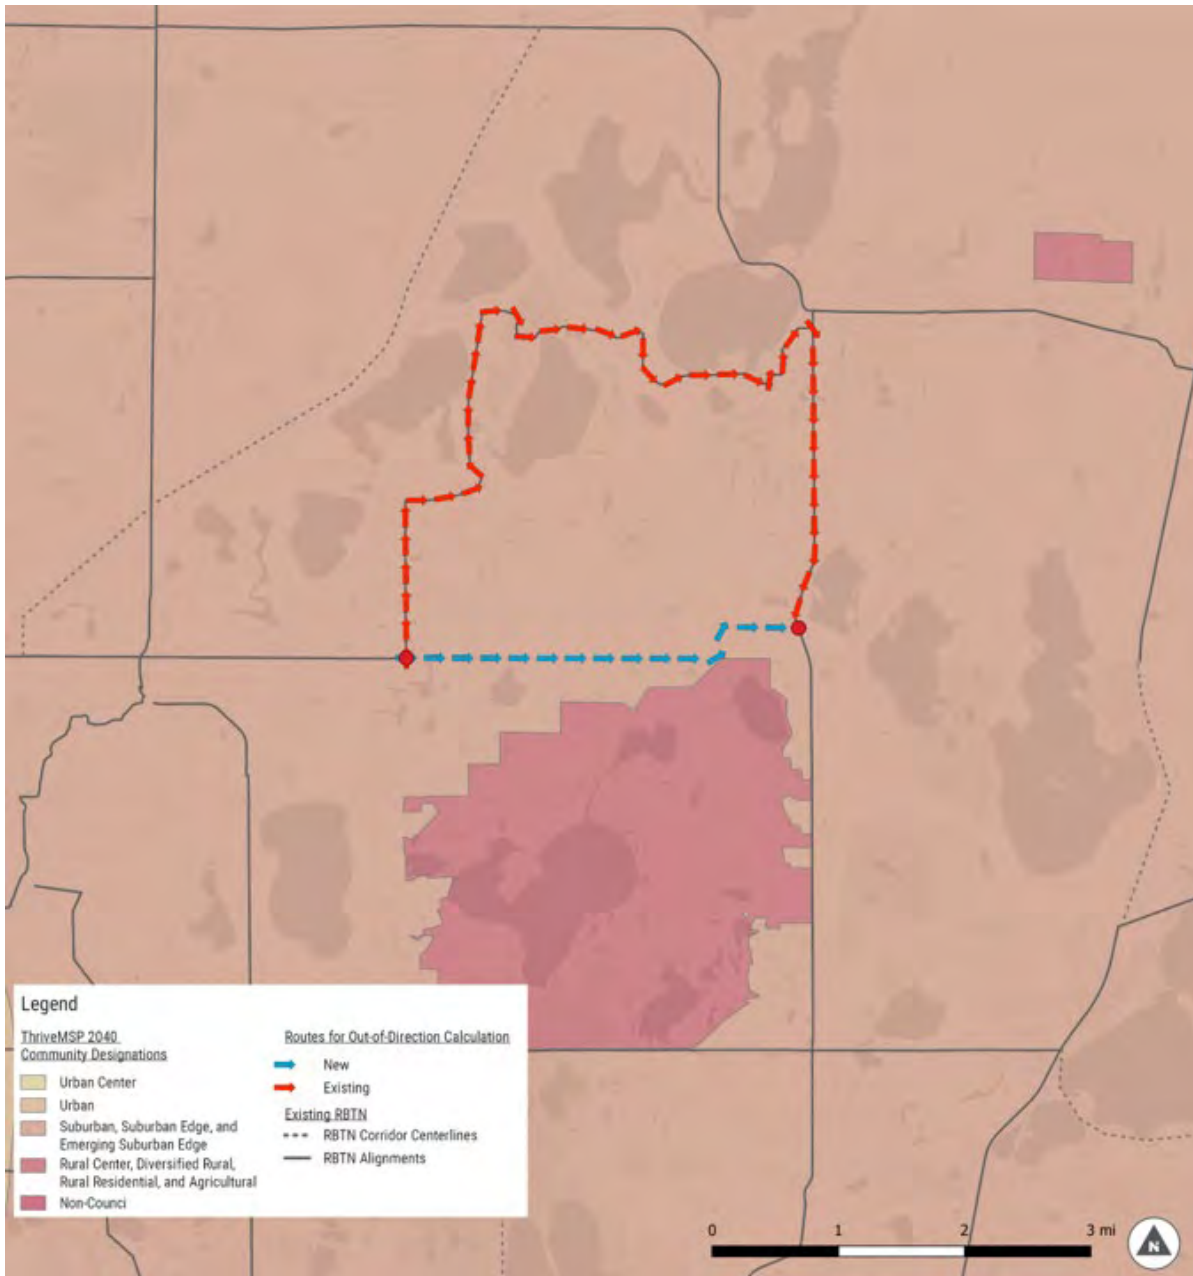 Legend
ThriveMSP 2040
Community Designations
Urban Center
Urban
Suburban, Suburban Edge, and
Emerging Suburban Edge
Rural Center, Diversified Rural,
Rural Residential, and Agricultural
Non-Counci
Routes for Out-of-Direction Calculation
New
Existing
Existing RBTN
RBTN Corridor Centerlines
RBTN Alignments
0 1 2 3 mi
N